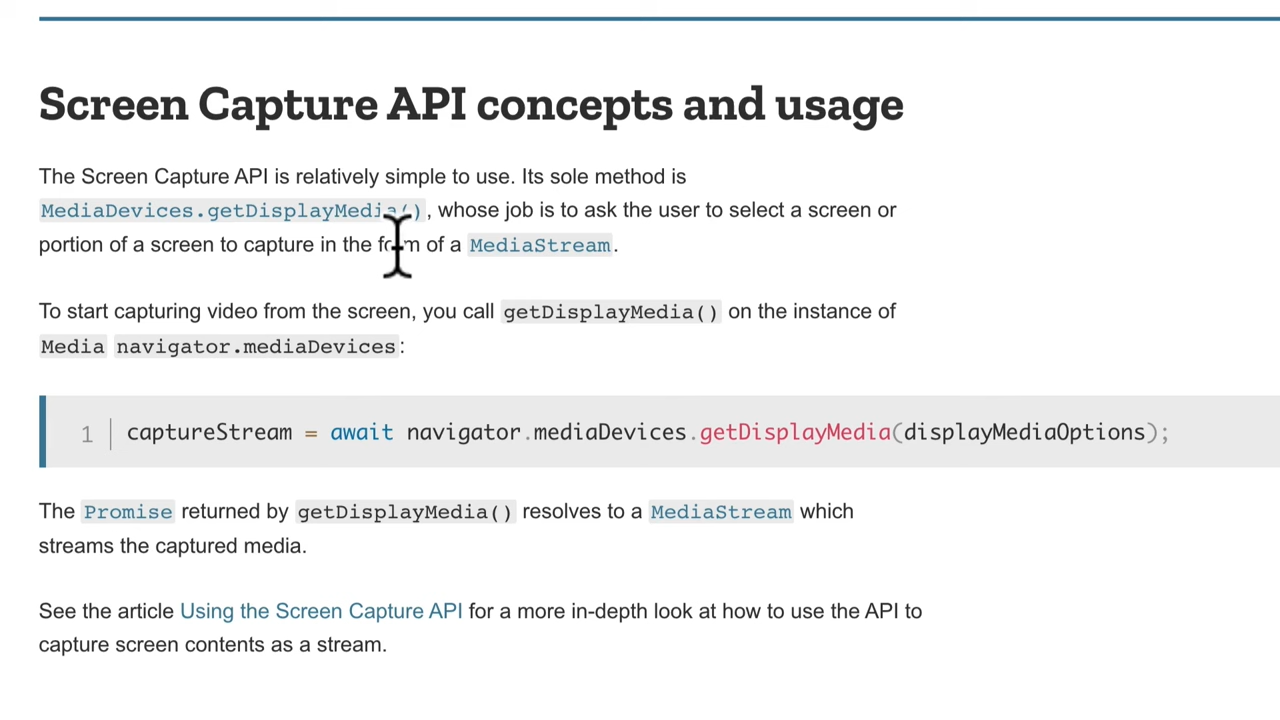 Screen Capture API concepts and usage
The Screen Capture API is relatively simple to use. Its sole method is
MediaDevices.getDisplayMedia(), whose job is to ask the user to select a screen or
portion of a screen to capture in the form of a MediaStream.
To start capturing video from the screen, you call getDisplayMedia() on the instance of
Media navigator.mediaDevices:
1 captureStream = await navigator.mediaDevices.getDisplayMedia(displayMediaOptions);
The Promise returned by getDisplayMedia() resolves to a MediaStream which
streams the captured media.
See the article Using the Screen Capture API for a more in-depth look at how to use the API to
capture screen contents as a stream.